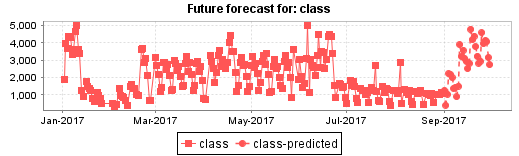 Future forecast for: class
5,000
4,000
3,000
2,000
1,000
Jan-2017 Mar-2017 May-2017 Jul-2017 Sep-2017
class class-predicted